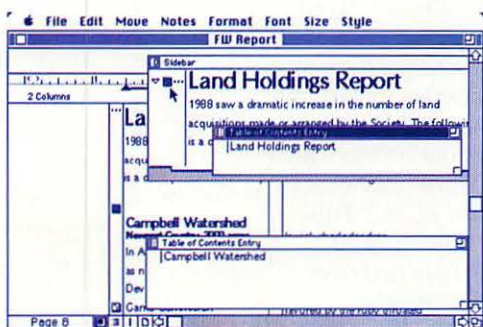 File Edit Move Notes Format Font Size Style
FW Report
Sidebar
Land Holdings Report
2 Columns
1988 saw a dramatic increase in the number of land
acquisitions made or arranged by the Society. The
is a
Table of Contents Entry
Land Holdings Report
La
1988
acqu
is a
Campbell Watershed
Table of Contents Entry
Campbell Watershed
In A
as n
Dev
Page 8